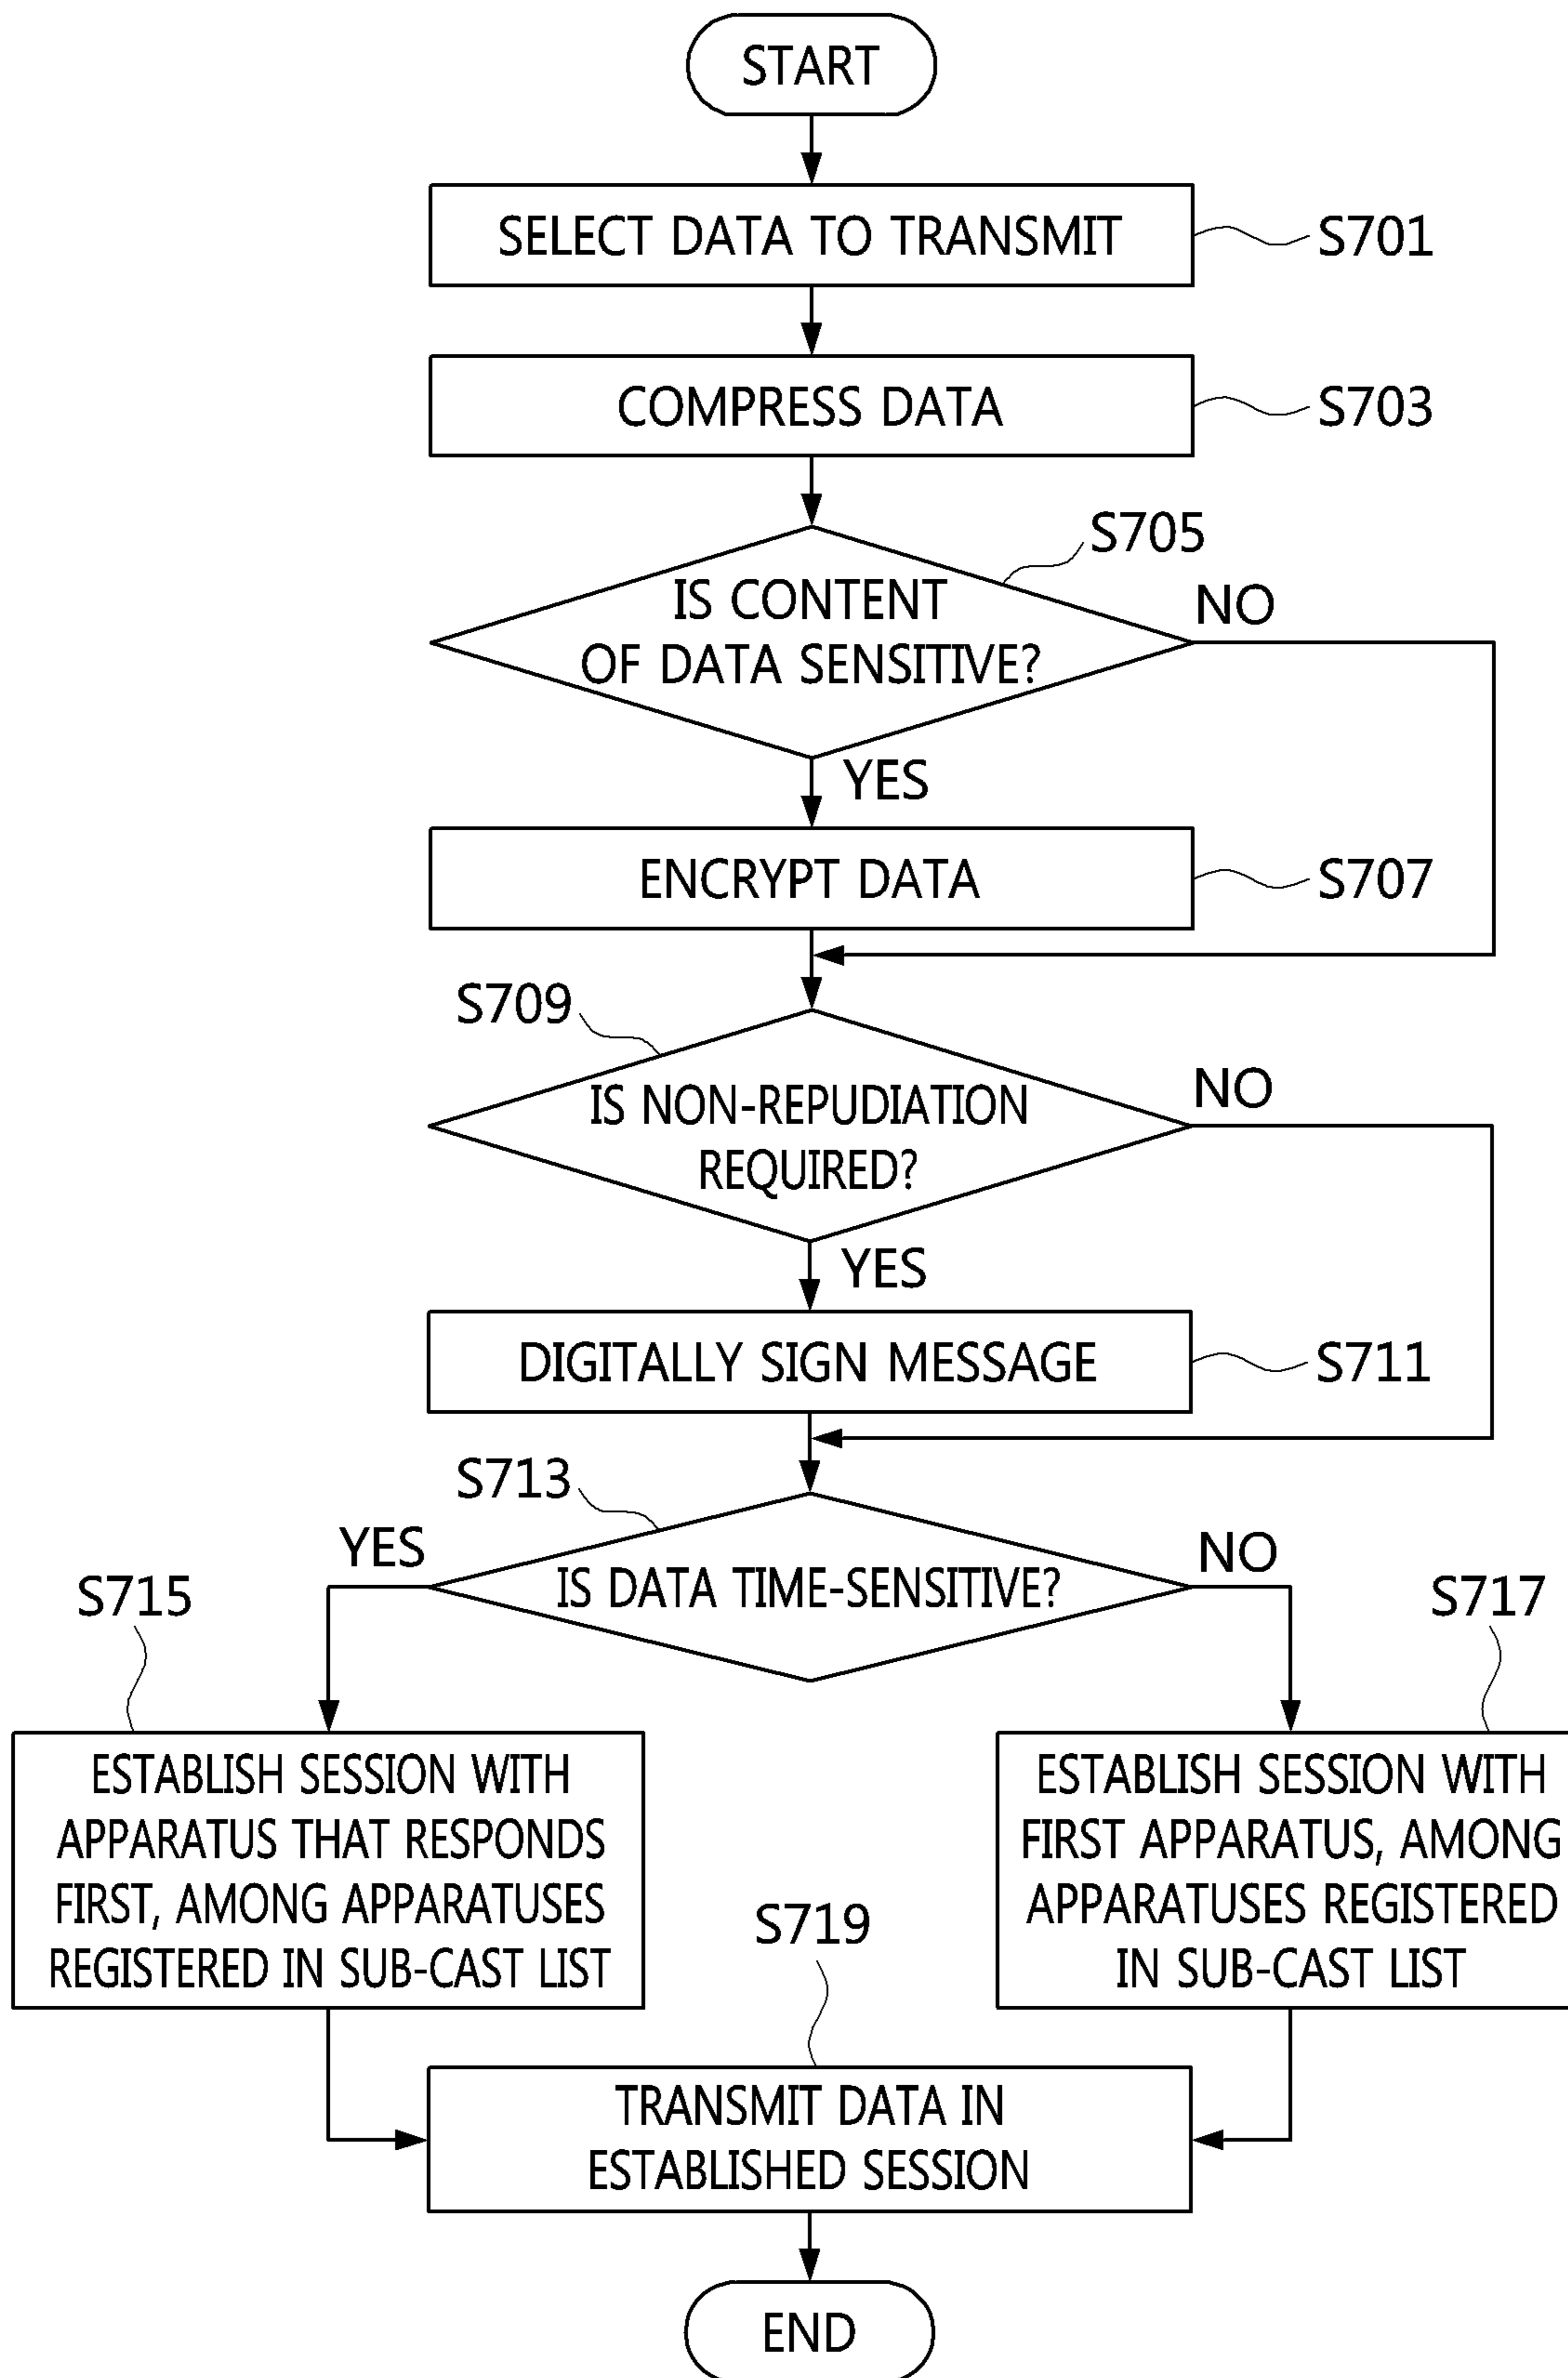 START
SELECT DATA TO TRANSMIT
S701
COMPRESS DATA
S703
S705
IS CONTENT
OF DATA SENSITIVE?
NO
YES
ENCRYPT DATA
S707
S709
IS NON-REPUDIATION
REQUIRED?
NO
YES
DIGITALLY SIGN MESSAGE
S711
S713
IS DATA TIME-SENSITIVE?
YES
NO
S715
ESTABLISH SESSION WITH
APPARATUS THAT RESPONDS
FIRST, AMONG APPARATUSES
REGISTERED IN SUB-CAST LIST
S717
ESTABLISH SESSION WITH
FIRST APPARATUS, AMONG
APPARATUSES REGISTERED
IN SUB-CAST LIST
S719
TRANSMIT DATA IN
ESTABLISHED SESSION
END